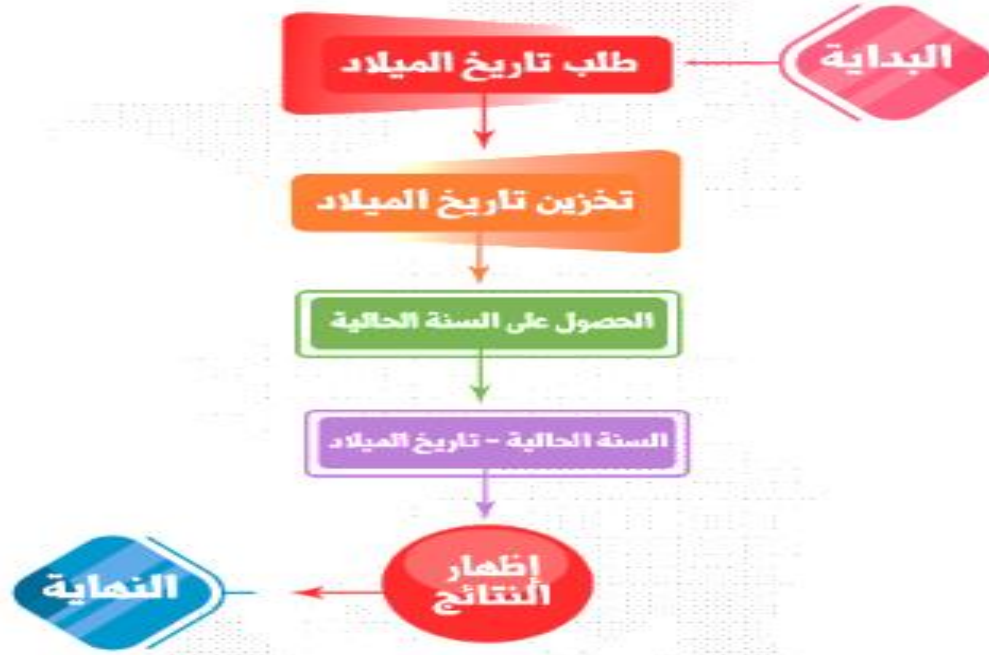 البداية
طلب تاريخ الميلاد
تخزين تاريخ الميلاد
الحصول على السنة الحالية
السنة الحالية - تاريخ الميلاد
إظهار
النتائج
النهاية